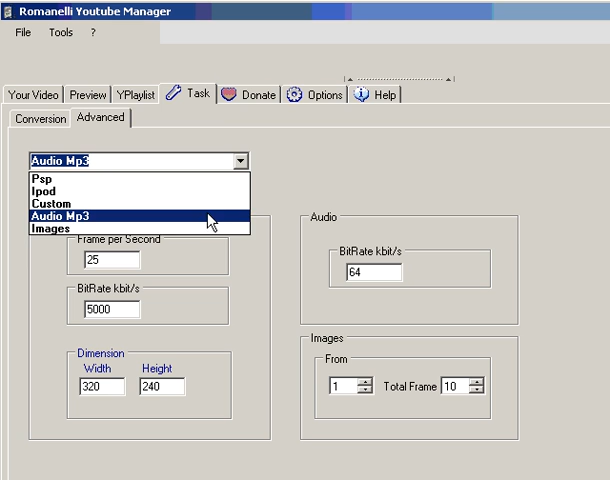 Romanelli Youtube Manager
File Tools ?
Your Video Preview YPlaylist Task Donate Options Help
Conversion Advanced
Audio Mp3
Psp
Ipod
Custom
Audio Mp3
Images
Frame per Second
25
BitRate kbit/s
5000
Dimension
Width Height
320 240
Audio
BitRate kbit/s
64
Images
From
1 Total Frame 10